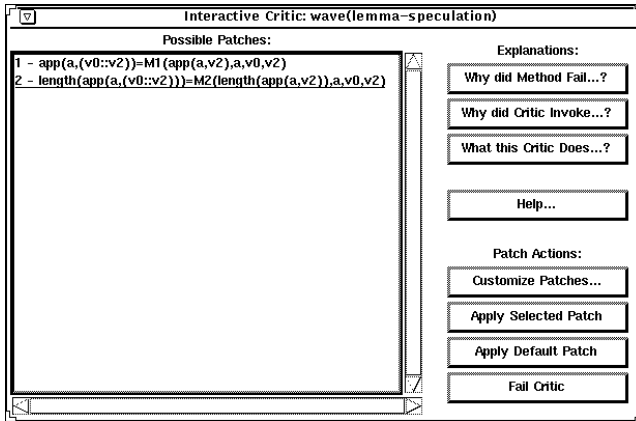 Interactive Critic: wave(lemma-speculation)
Possible Patches:
1 - app(a,(v0::v2))=M1(app(a,v2),a,v0,v2)
2 - length(app(a,(v0::v2)))=M2(length(app(a,v2)),a,v0,v2)
Explanations:
Why did Method Fail...?
Why did Critic Invoke...?
What this Critic Does...?
Help...
Patch Actions:
Customize Patches...
Apply Selected Patch
Apply Default Patch
Fail Critic